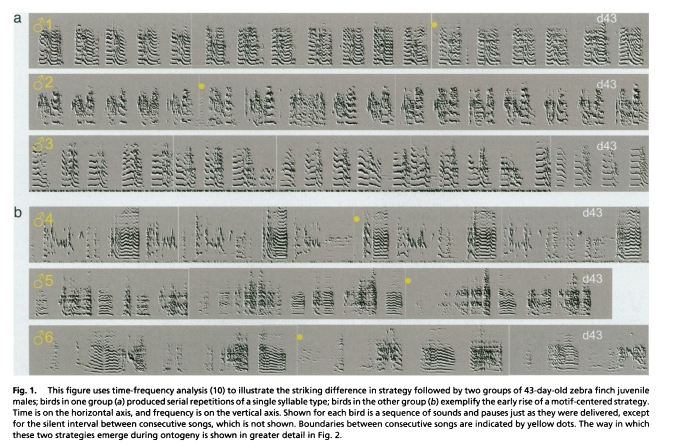 a
♂1 d43
♂2 d43
♂3 d43
b
♂4 d43
♂5 d43
♂6 d43
Fig. 1. This figure uses time-frequency analysis (10) to illustrate the striking difference in strategy followed by two groups of 43-day-old zebra finch juvenile
males; birds in one group (a) produced serial repetitions of a single syllable type; birds in the other group (b) exemplify the early rise of a motif-centered strategy.
Time is on the horizontal axis, and frequency is on the vertical axis. Shown for each bird is a sequence of sounds and pauses just as they were delivered, except
for the silent interval between consecutive songs, which is not shown. Boundaries between consecutive songs are indicated by yellow dots. The way in which
these two strategies emerge during ontogeny is shown in greater detail in Fig. 2.